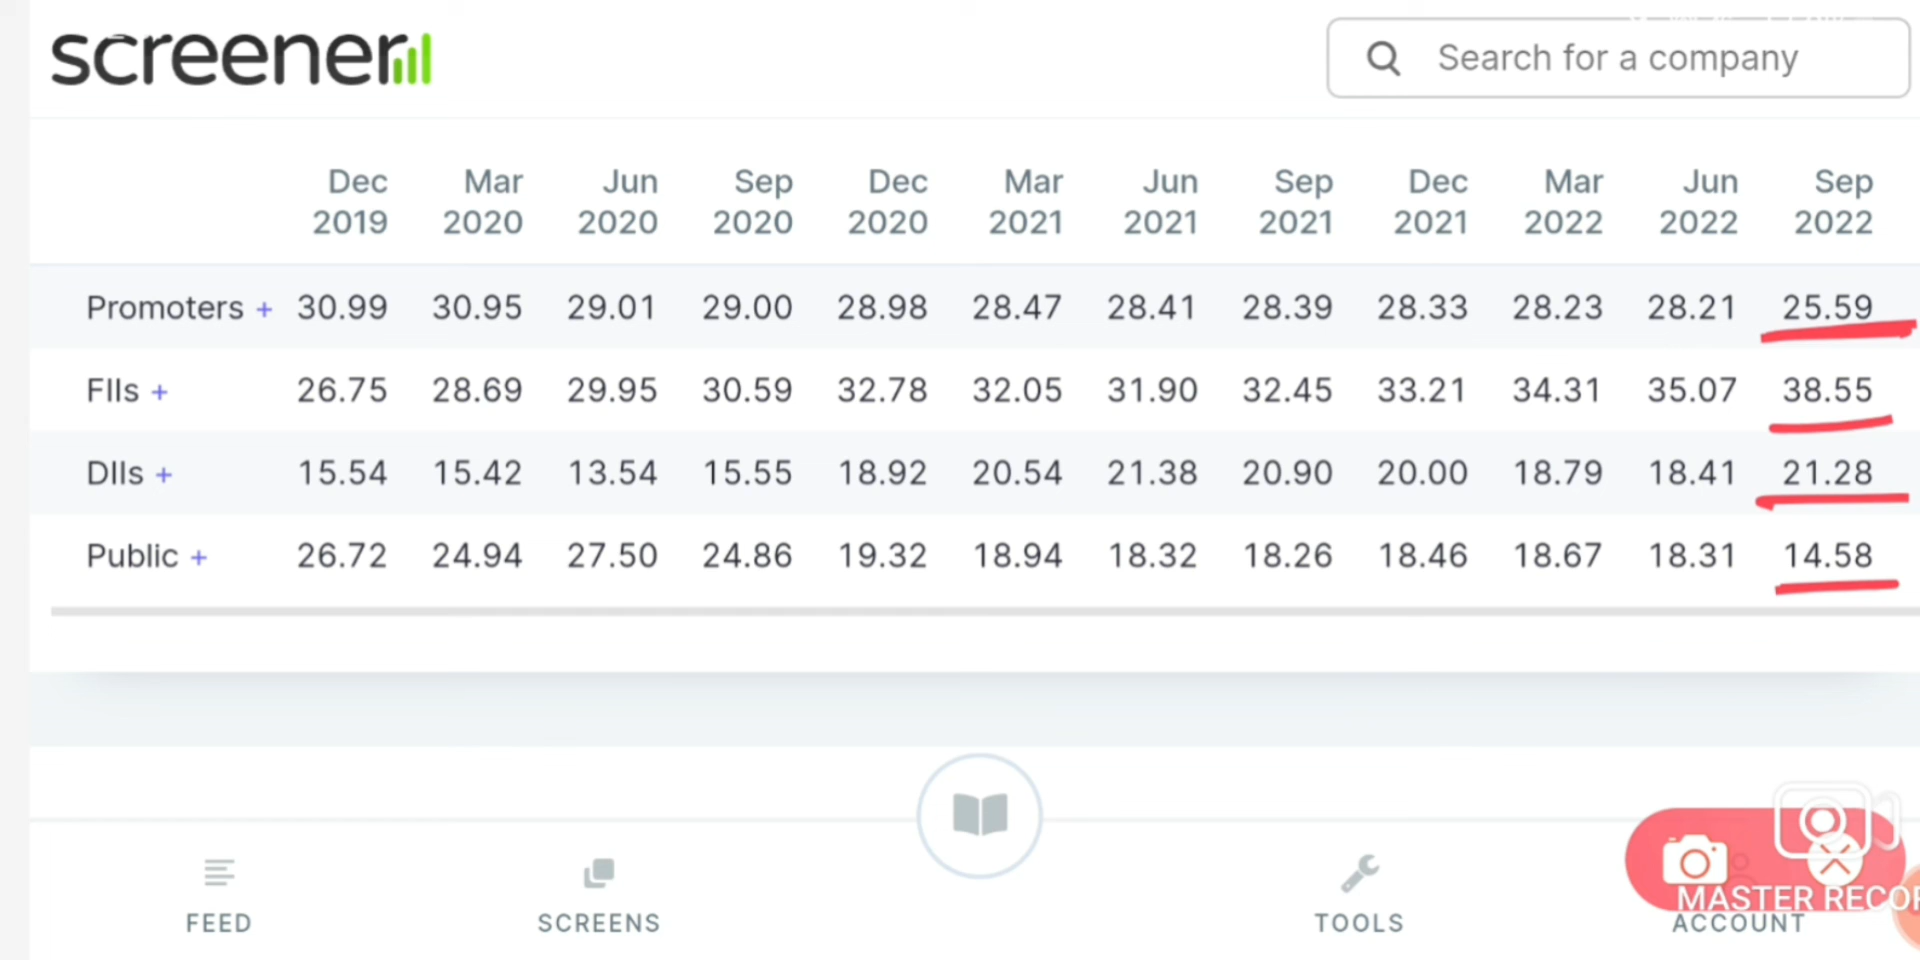 screener
Search for a company
Dec Mar Jun Sep Dec Mar Jun Sep Dec Mar Jun Sep
2019 2020 2020 2020 2020 2021 2021 2021 2021 2022 2022 2022
Promoters + 30.99 30.95 29.01 29.00 28.98 28.47 28.41 28.39 28.33 28.23 28.21 25.59
FIIs + 26.75 28.69 29.95 30.59 32.78 32.05 31.90 32.45 33.21 34.31 35.07 38.55
DIIs + 15.54 15.42 13.54 15.55 18.92 20.54 21.38 20.90 20.00 18.79 18.41 21.28
Public + 26.72 24.94 27.50 24.86 19.32 18.94 18.32 18.26 18.46 18.67 18.31 14.58
MASTER RECOR
FEED SCREENS TOOLS ACCOUNT